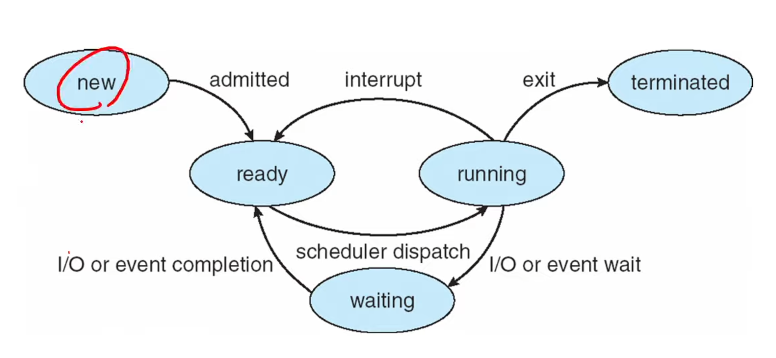 new
admitted
interrupt
exit
terminated
ready
running
scheduler dispatch
I/O or event completion
I/O or event wait
waiting